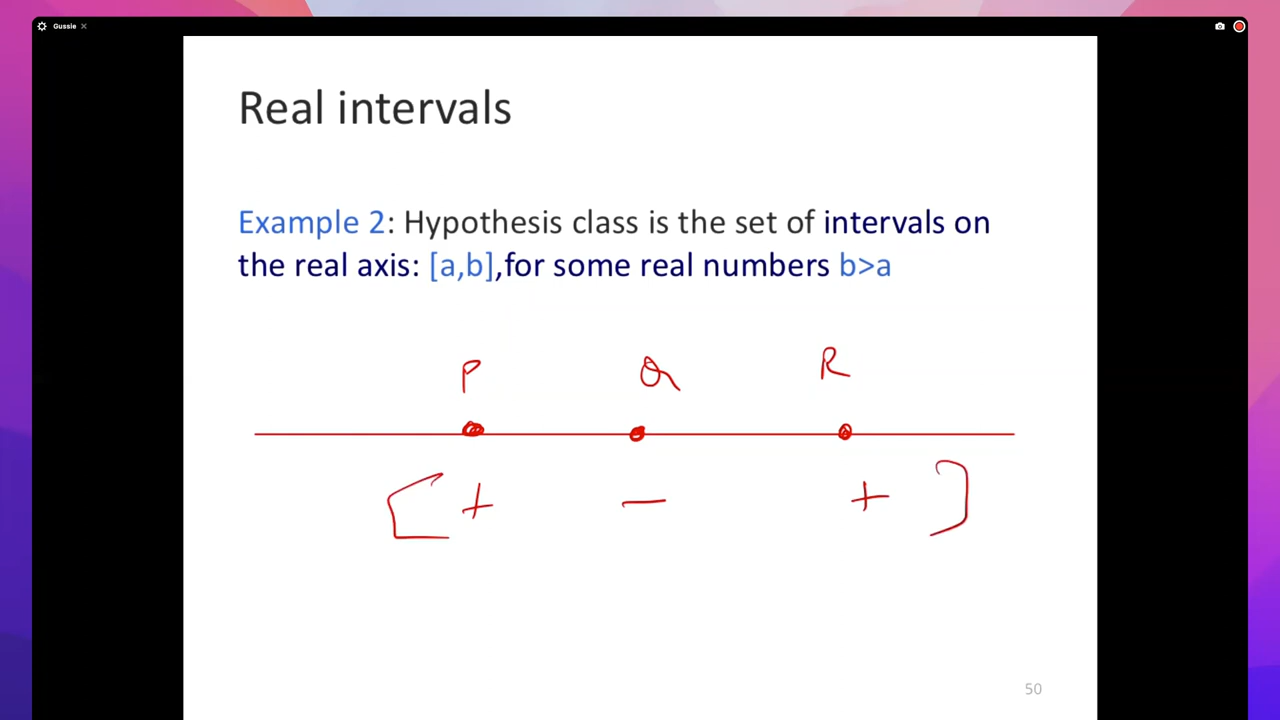 Gussie
Real intervals
Example 2: Hypothesis class is the set of intervals on
the real axis: [a,b],for some real numbers b>a
P Q R
[ + − + ]
50